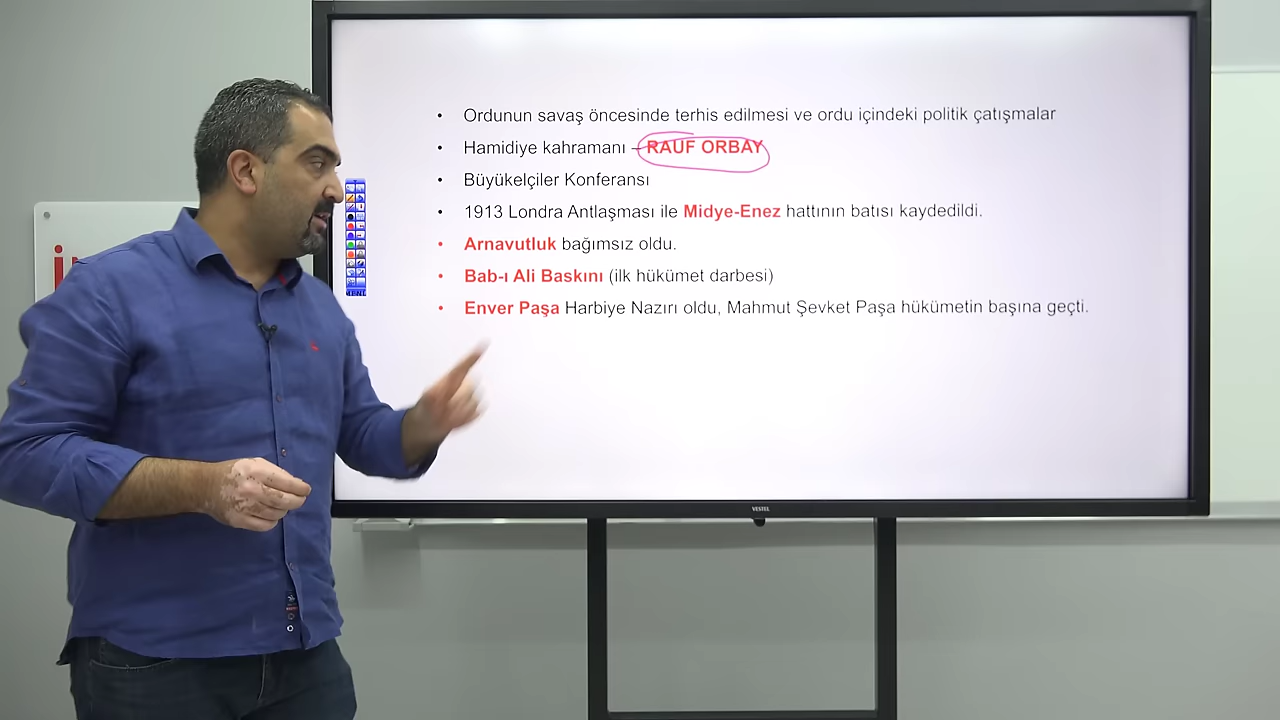 • Ordunun savaş öncesinde terhis edilmesi ve ordu içindeki politik çatışmalar
• Hamidiye kahramanı – RAUF ORBAY
• Büyükelçiler Konferansı
• 1913 Londra Antlaşması ile Midye-Enez hattının batısı kaydedildi.
• Arnavutluk bağımsız oldu.
• Bab-ı Ali Baskını (ilk hükümet darbesi)
• Enver Paşa Harbiye Nazırı oldu, Mahmut Şevket Paşa hükümetin başına geçti.
VESTEL